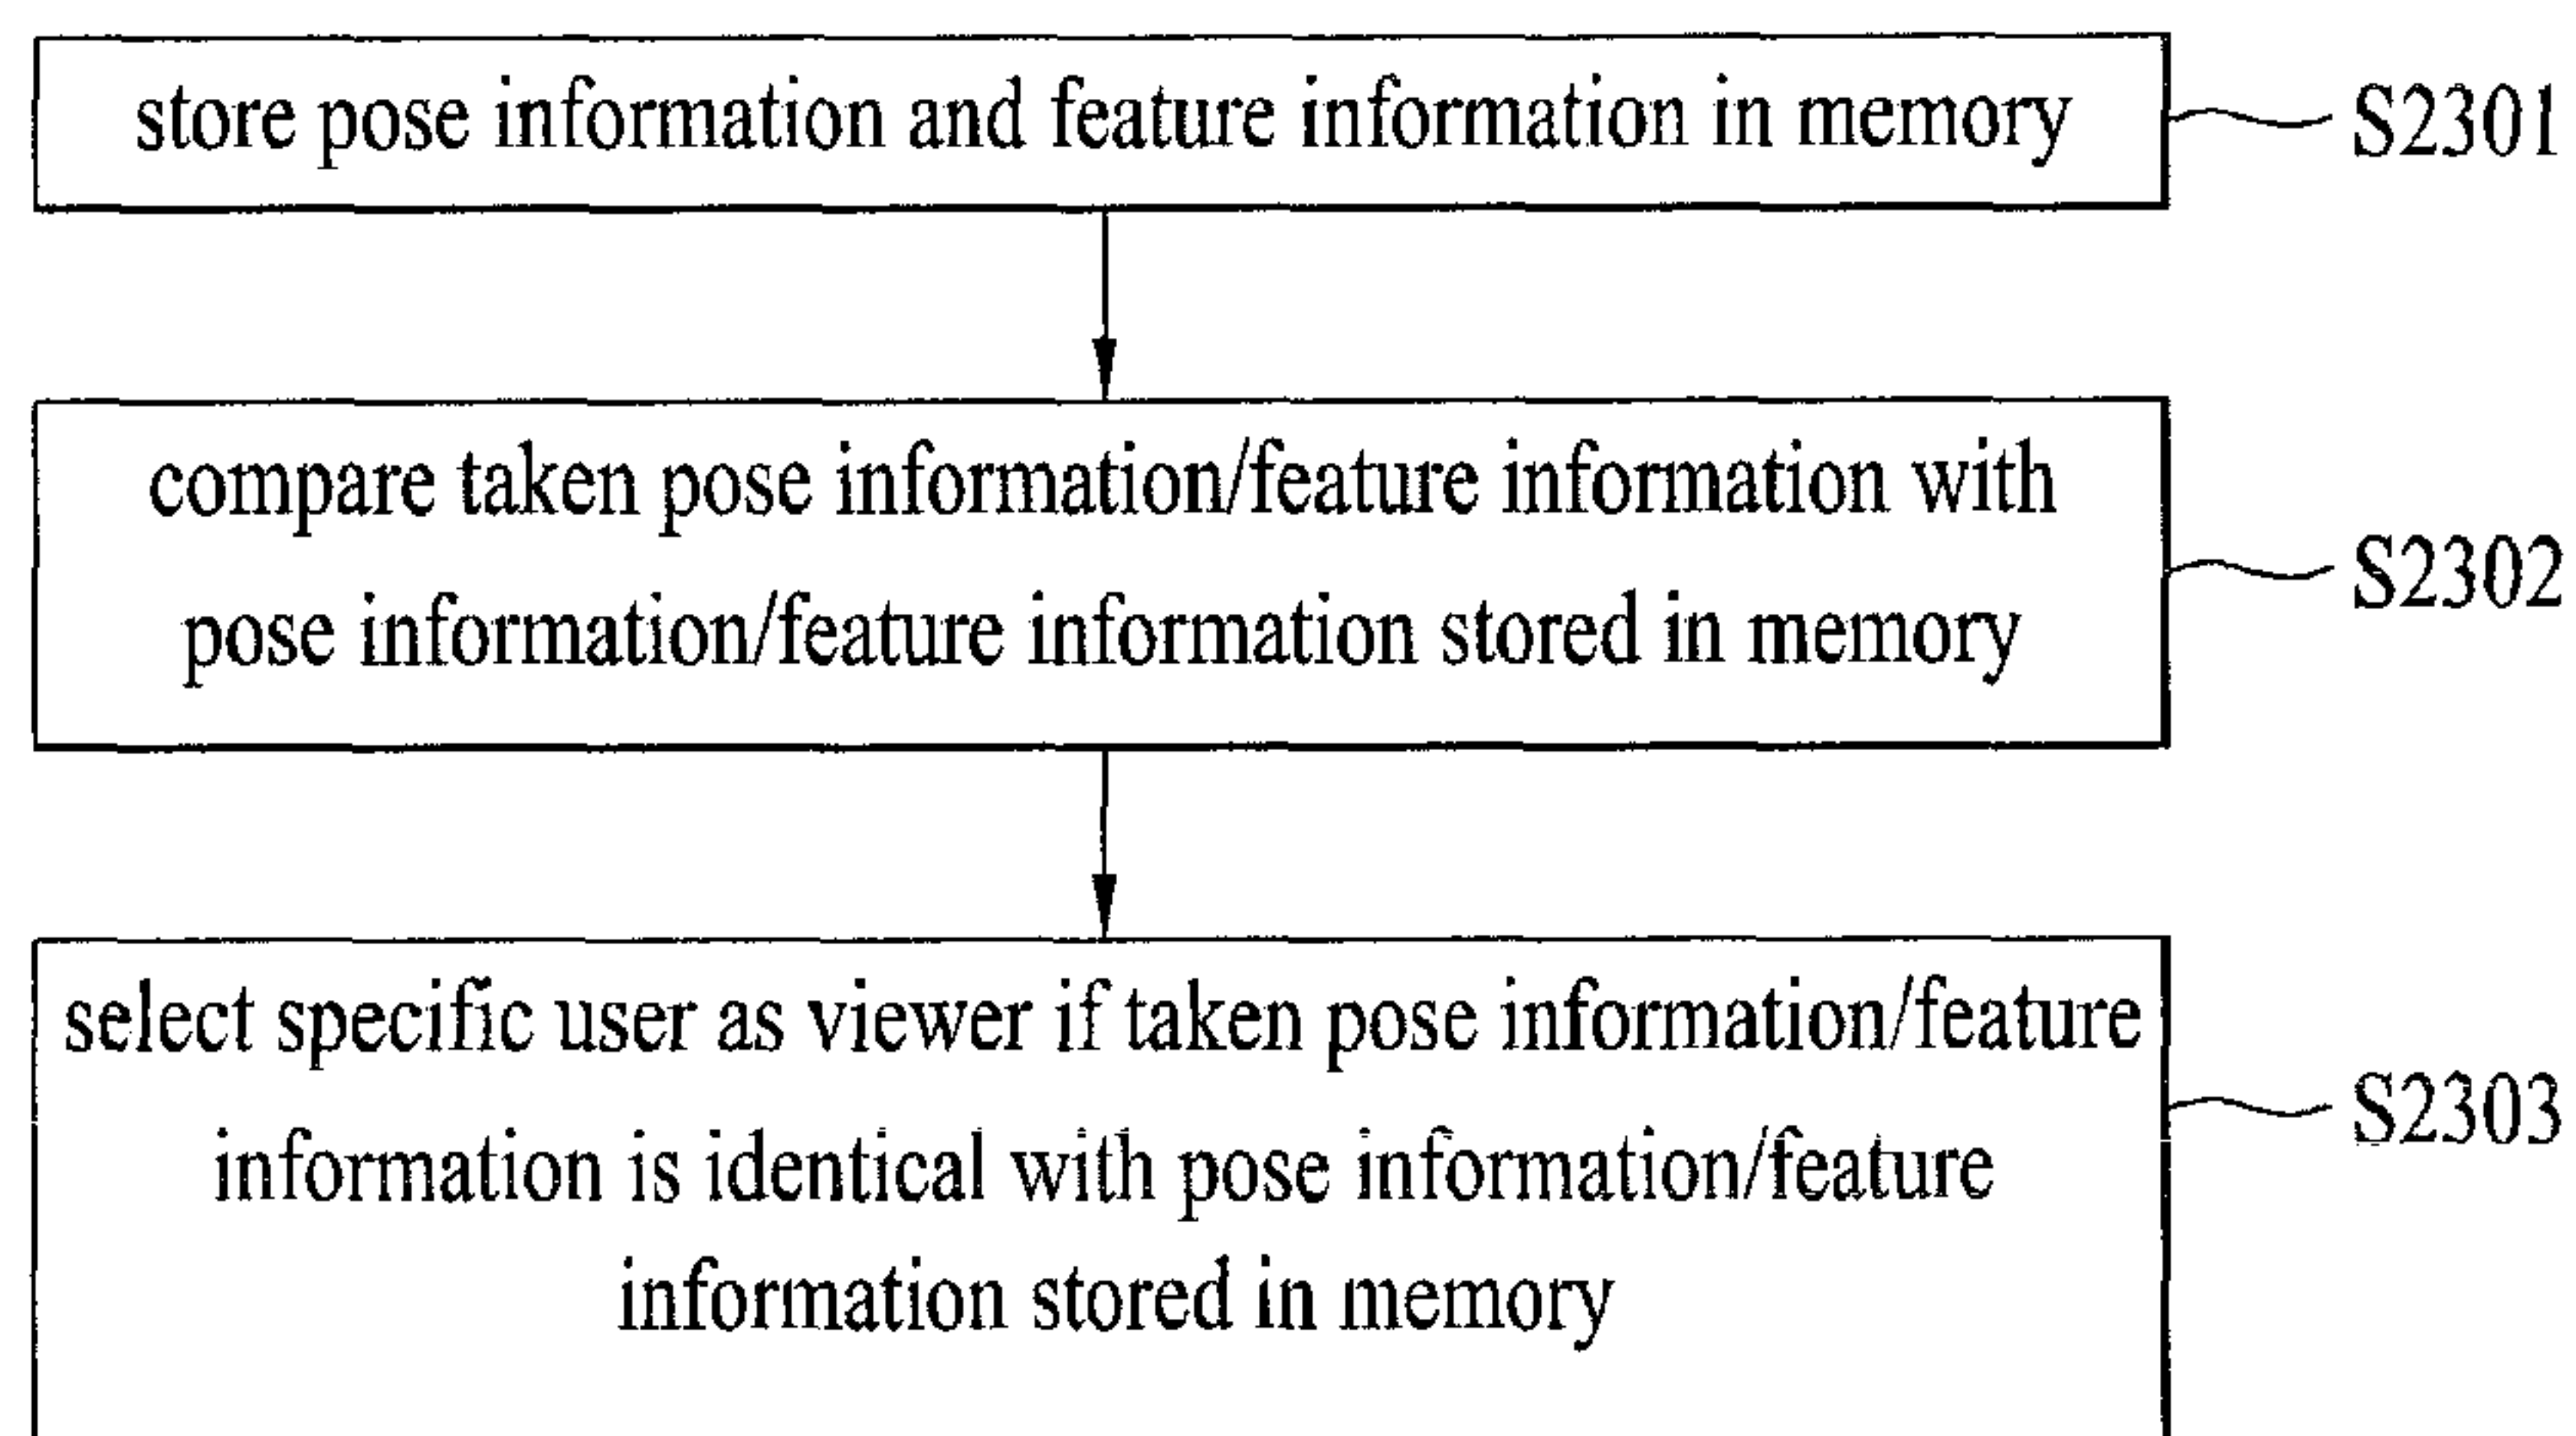 store pose information and feature information in memory
S2301
compare taken pose information/feature information with
pose information/feature information stored in memory
S2302
select specific user as viewer if taken pose information/feature
information is identical with pose information/feature
information stored in memory
S2303